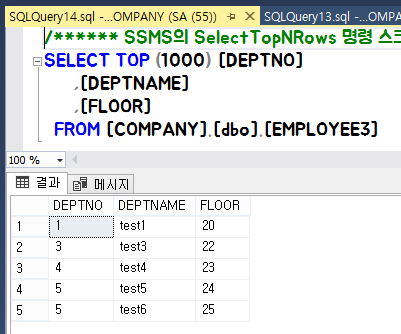 SQLQuery14.sql -...OMPANY (SA (55)) SQLQuery13.sql -...OMPA
/****** SSMS의 SelectTopNRows 명령 스크
SELECT TOP (1000) [DEPTNO]
,[DEPTNAME]
,[FLOOR]
FROM [COMPANY].[dbo].[EMPLOYEE3]
100 %
결과 메시지
DEPTNO DEPTNAME FLOOR
1 1 test1 20
2 3 test3 22
3 4 test4 23
4 5 test5 24
5 5 test6 25